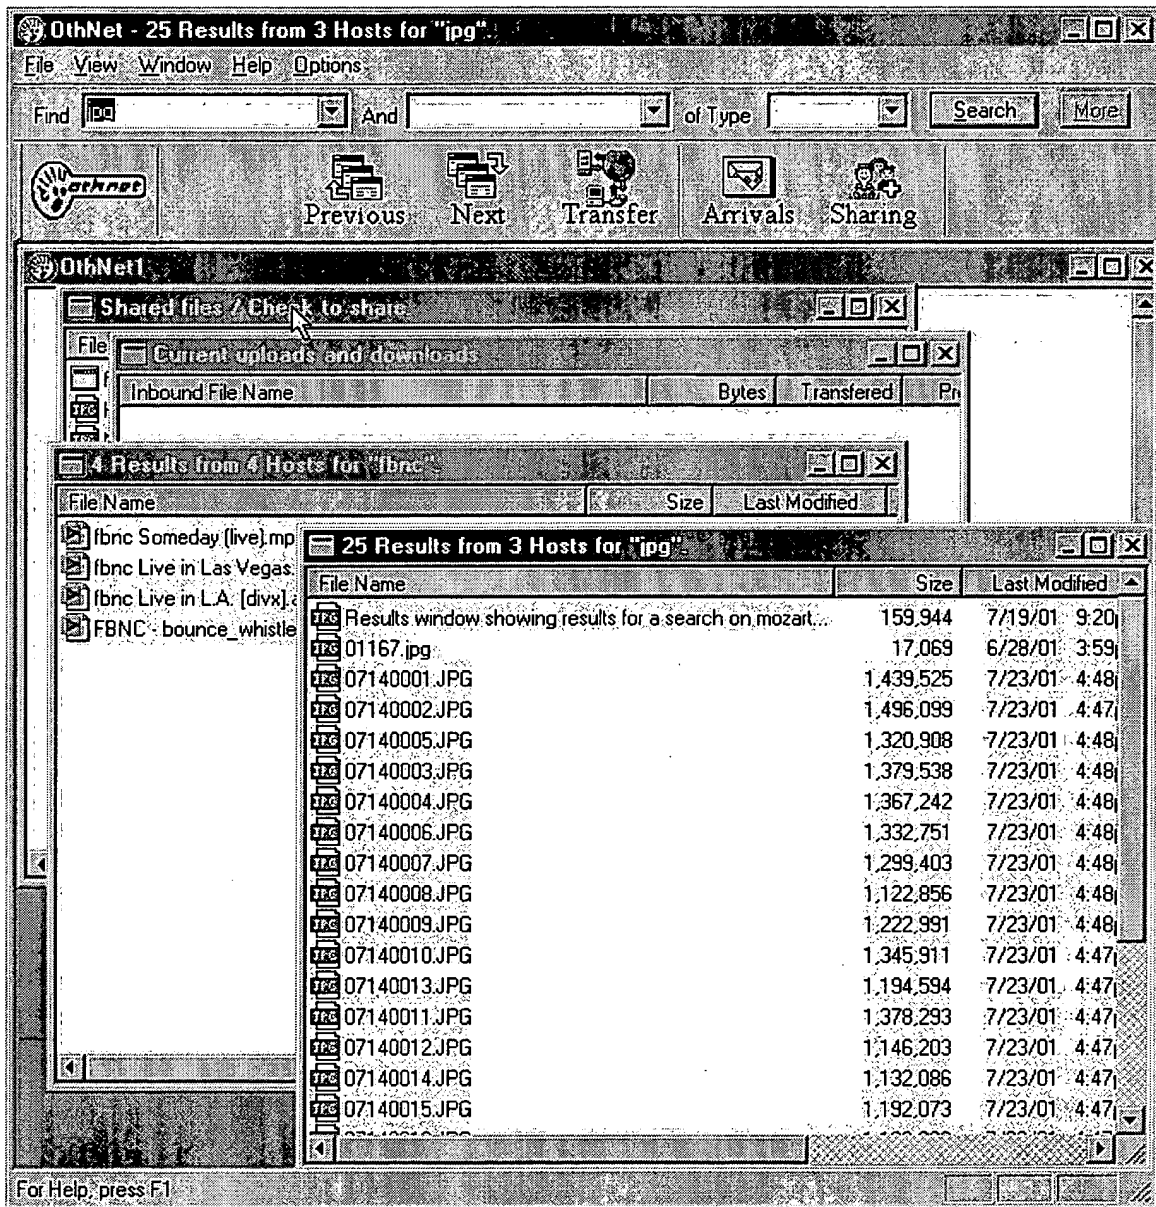 OthNet - 25 Results from 3 Hosts for "jpg".
File View Window Help Options
Find jpg And of Type Search More
othnet Previous Next Transfer Arrivals Sharing
OthNet1
Shared files / Check to share
File
Current uploads and downloads
Inbound File Name Bytes Transfered Pr
4 Results from 4 Hosts for "fbnc".
File Name Size Last Modified
fbnc Someday (live).mp
fbnc Live in Las Vegas.
fbnc Live in L.A. [divx].a
FBNC - bounce_whistle
25 Results from 3 Hosts for "jpg".
File Name Size Last Modified
Results window showing results for a search on mozart... 159,944 7/19/01 9:20
01167.jpg 17,069 6/28/01 3:59
07140001.JPG 1,439,525 7/23/01 4:48
07140002.JPG 1,496,099 7/23/01 4:47
07140005.JPG 1,320,908 7/23/01 4:48
07140003.JPG 1,379,538 7/23/01 4:48
07140004.JPG 1,367,242 7/23/01 4:48
07140006.JPG 1,332,751 7/23/01 4:48
07140007.JPG 1,299,403 7/23/01 4:48
07140008.JPG 1,122,856 7/23/01 4:48
07140009.JPG 1,222,991 7/23/01 4:48
07140010.JPG 1,345,911 7/23/01 4:47
07140013.JPG 1,194,594 7/23/01 4:47
07140011.JPG 1,378,293 7/23/01 4:47
07140012.JPG 1,146,203 7/23/01 4:47
07140014.JPG 1,132,086 7/23/01 4:47
07140015.JPG 1,192,073 7/23/01 4:47
For Help, press F1